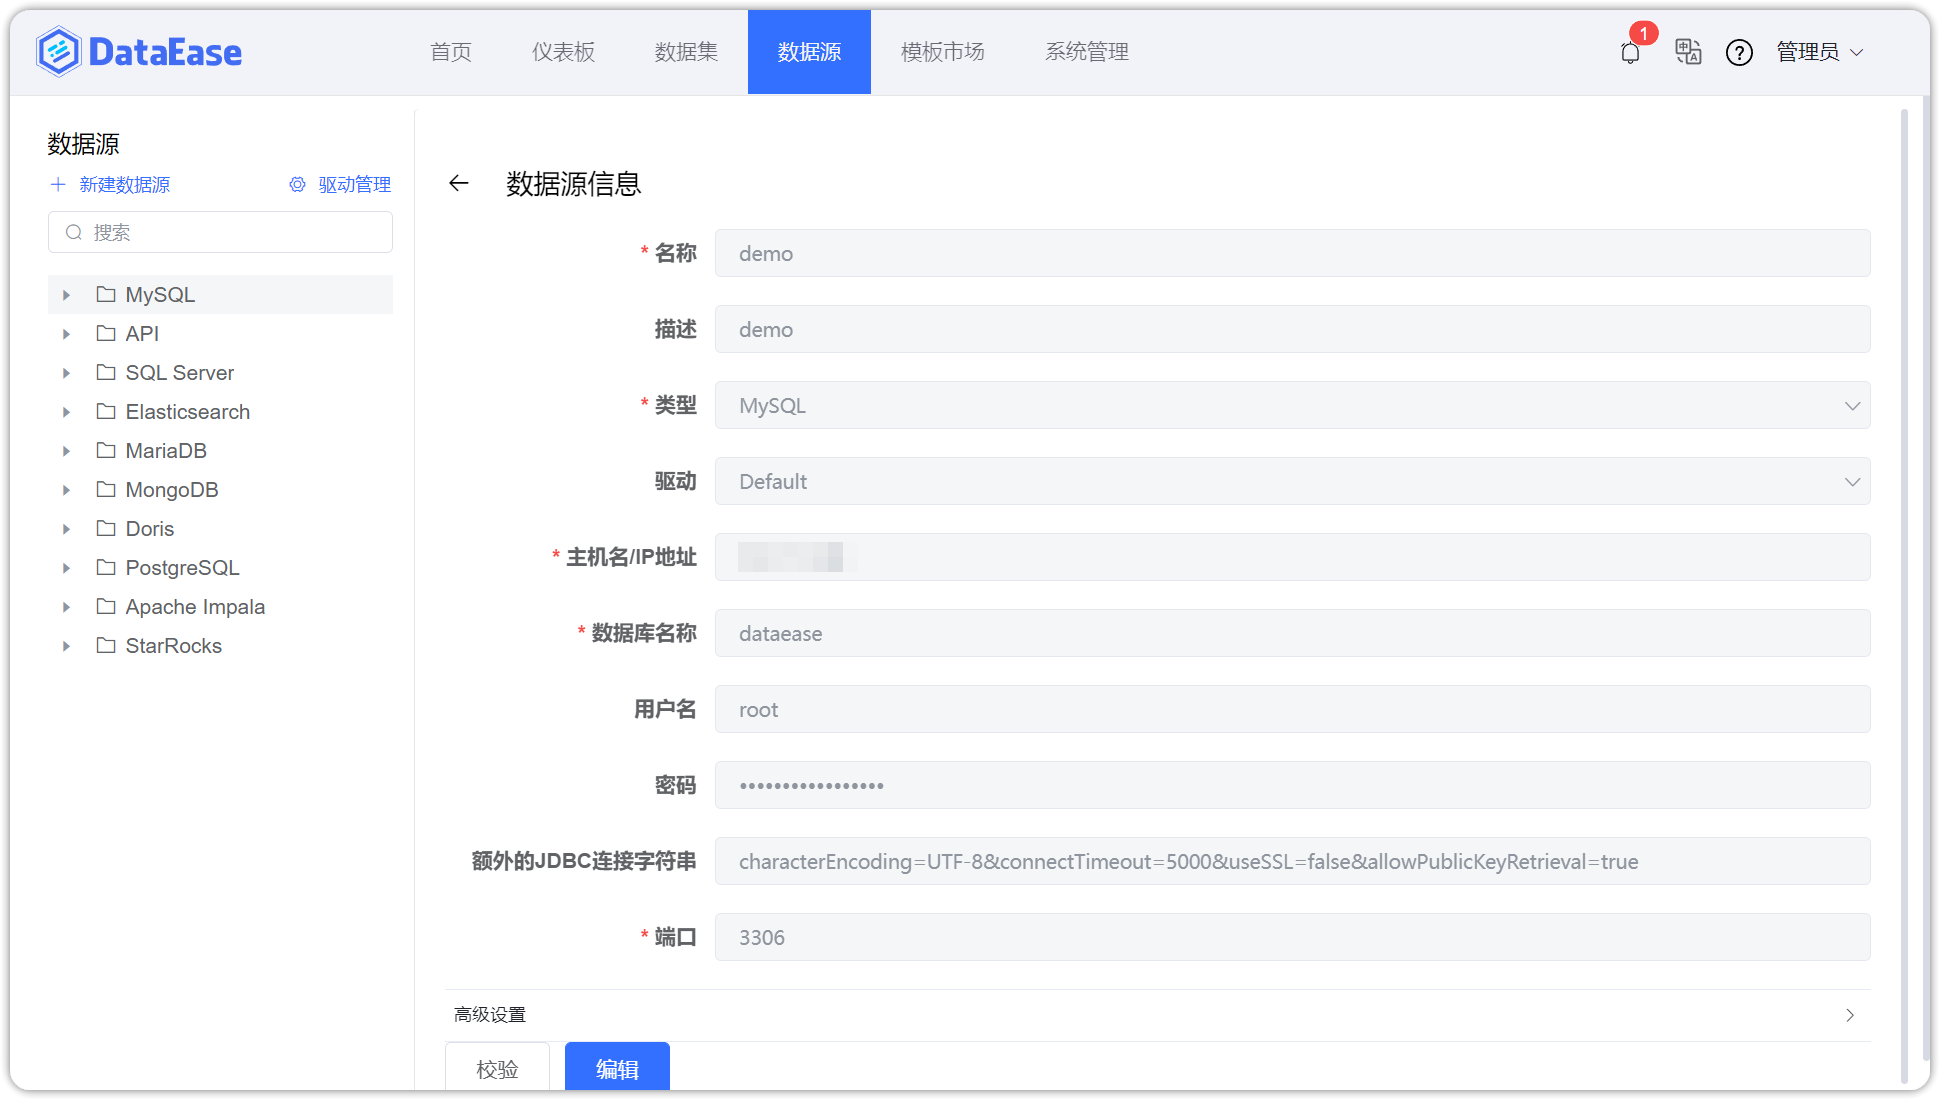 DataEase
首页 仪表板 数据集 数据源 模板市场 系统管理 1 管理员
数据源
新建数据源 驱动管理
搜索
MySQL
API
SQL Server
Elasticsearch
MariaDB
MongoDB
Doris
PostgreSQL
Apache Impala
StarRocks
数据源信息
* 名称 demo
描述 demo
* 类型 MySQL
驱动 Default
* 主机名/IP地址
* 数据库名称 dataease
用户名 root
密码 •••••••••••••••••
额外的JDBC连接字符串 characterEncoding=UTF-8&connectTimeout=5000&useSSL=false&allowPublicKeyRetrieval=true
* 端口 3306
高级设置
校验 编辑